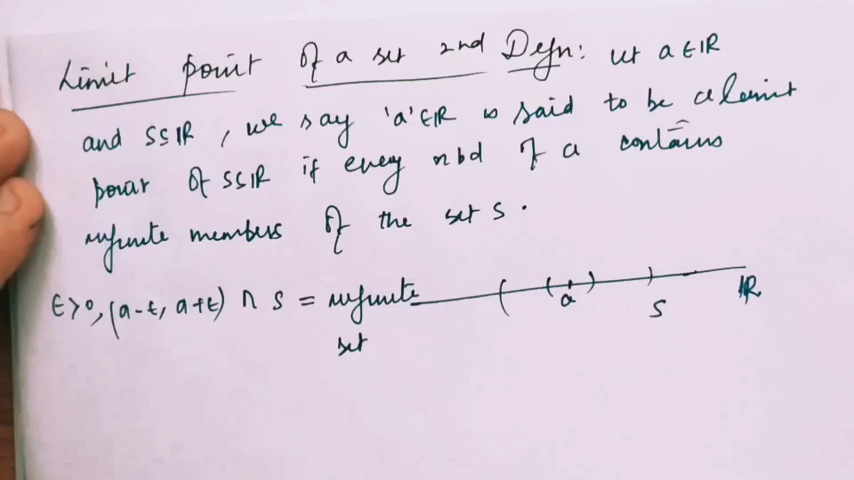 Limit point of a set 2nd Defn: let a ∈ ℝ
and S ⊆ ℝ, we say 'a' ∈ ℝ is said to be a limit
point of S ⊆ ℝ if every nbd of a contains
infinite members of the set S.
ε > 0, (a-ε, a+ε) ∩ S = infinite
set
a
S
ℝ